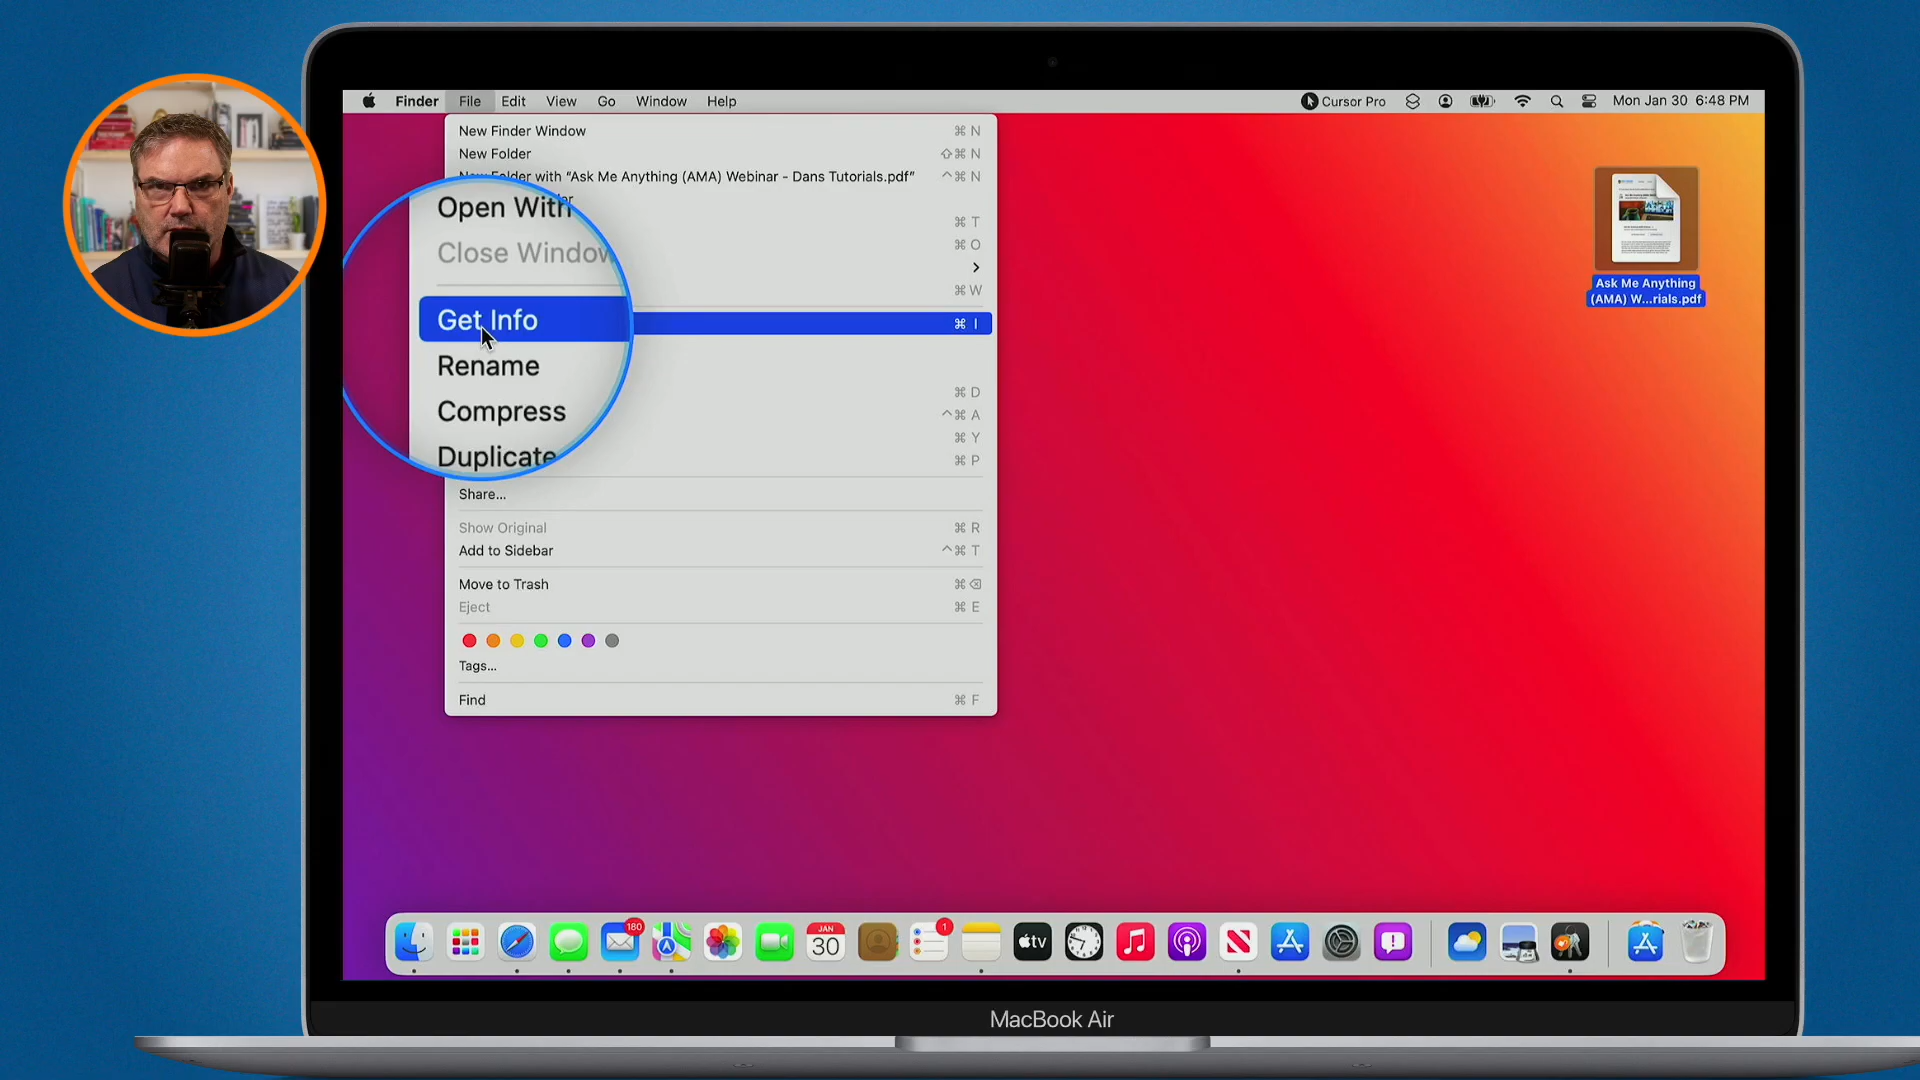 Finder File Edit View Go Window Help
Cursor Pro Mon Jan 30 6:48 PM
New Finder Window ⌘ N
New Folder ⇧⌘ N
New Folder with “Ask Me Anything (AMA) Webinar - Dans Tutorials.pdf” ^⌘ N
⌘ T
Open With ⌘ O
Close Window
⌘ W
Get Info ⌘ I
Rename
⌘ D
Compress ^⌘ A
⌘ Y
Duplicate ⌘ P
Share...
Show Original ⌘ R
Add to Sidebar ^⌘ T
Move to Trash ⌘ ⌫
Eject ⌘ E
Tags...
Find ⌘ F
Ask Me Anything
(AMA) W...rials.pdf
180
JAN
30
1
tv
MacBook Air